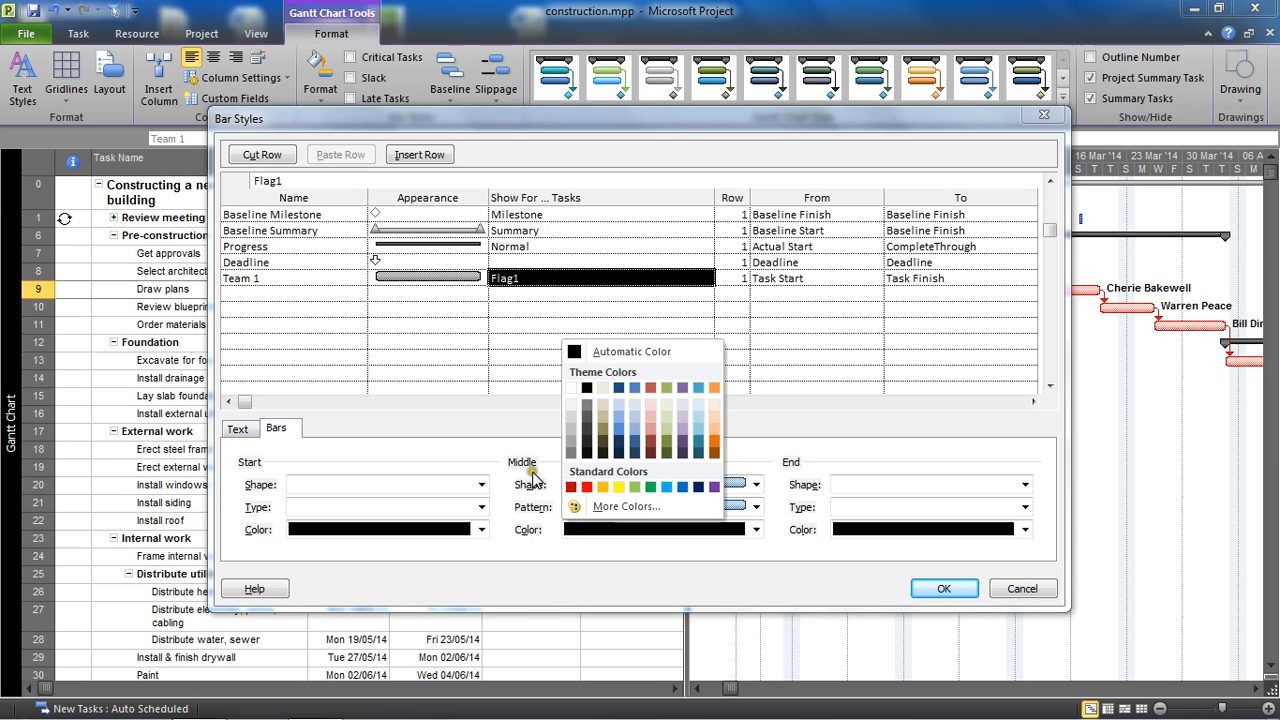 construction.mpp - Microsoft Project
Gantt Chart Tools
File Task Resource Project View Format
Text Styles
Gridlines
Layout
Format
Insert Column
Column Settings
Custom Fields
Format
Critical Tasks
Slack
Late Tasks
Baseline
Slippage
Outline Number
Project Summary Task
Summary Tasks
Show/Hide
Drawing
Drawings
Team 1
Bar Styles
Cut Row Paste Row Insert Row
Flag1
Name Appearance Show For ... Tasks Row From To
Baseline Milestone Milestone 1 Baseline Finish Baseline Finish
Baseline Summary Summary 1 Baseline Start Baseline Finish
Progress Normal 1 Actual Start CompleteThrough
Deadline 1 Deadline Deadline
Team 1 Flag1 1 Task Start Task Finish
Automatic Color
Theme Colors
Standard Colors
More Colors...
Text Bars
Start Middle End
Shape: Shape: Shape:
Type: Pattern: Type:
Color: Color: Color:
Help OK Cancel
Gantt Chart
Task Name
0 Constructing a ne
building
1 Review meeting
6 Pre-construction
7 Get approvals
8 Select architec
9 Draw plans
10 Review blueprin
11 Order materials
12 Foundation
13 Excavate for fo
14 Install drainage
15 Lay slab found
16 Install external u
17 External work
18 Erect steel fram
19 Erect external v
20 Install windows
21 Install siding
22 Install roof
23 Internal work
24 Frame internal w
25 Distribute utili
26 Distribute he
27 Distribute ele
cabling
28 Distribute water, sewer Mon 19/05/14 Fri 23/05/14
29 Install & finish drywall Tue 27/05/14 Mon 02/06/14
30 Paint Mon 02/06/14 Wed 04/06/14
16 Mar '14 23 Mar '14 30 Mar '14 06 A
Cherie Bakewell
Warren Peace
Bill Din
New Tasks : Auto Scheduled